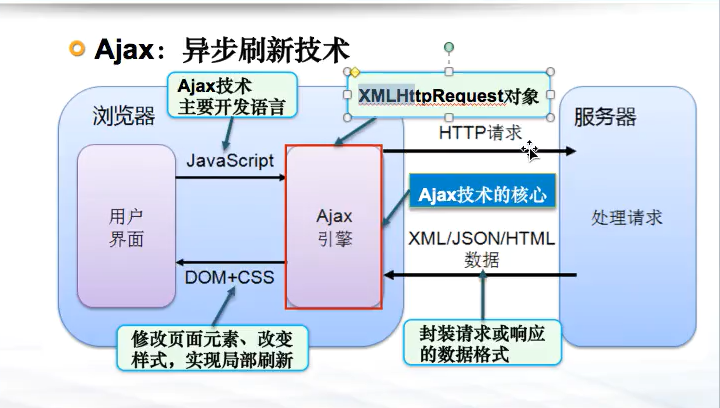 Ajax：异步刷新技术
Ajax技术
主要开发语言
XMLHttpRequest对象
浏览器
服务器
HTTP请求
JavaScript
用户
界面
Ajax
引擎
Ajax技术的核心
处理请求
XML/JSON/HTML
数据
DOM+CSS
修改页面元素、改变
样式，实现局部刷新
封装请求或响应
的数据格式